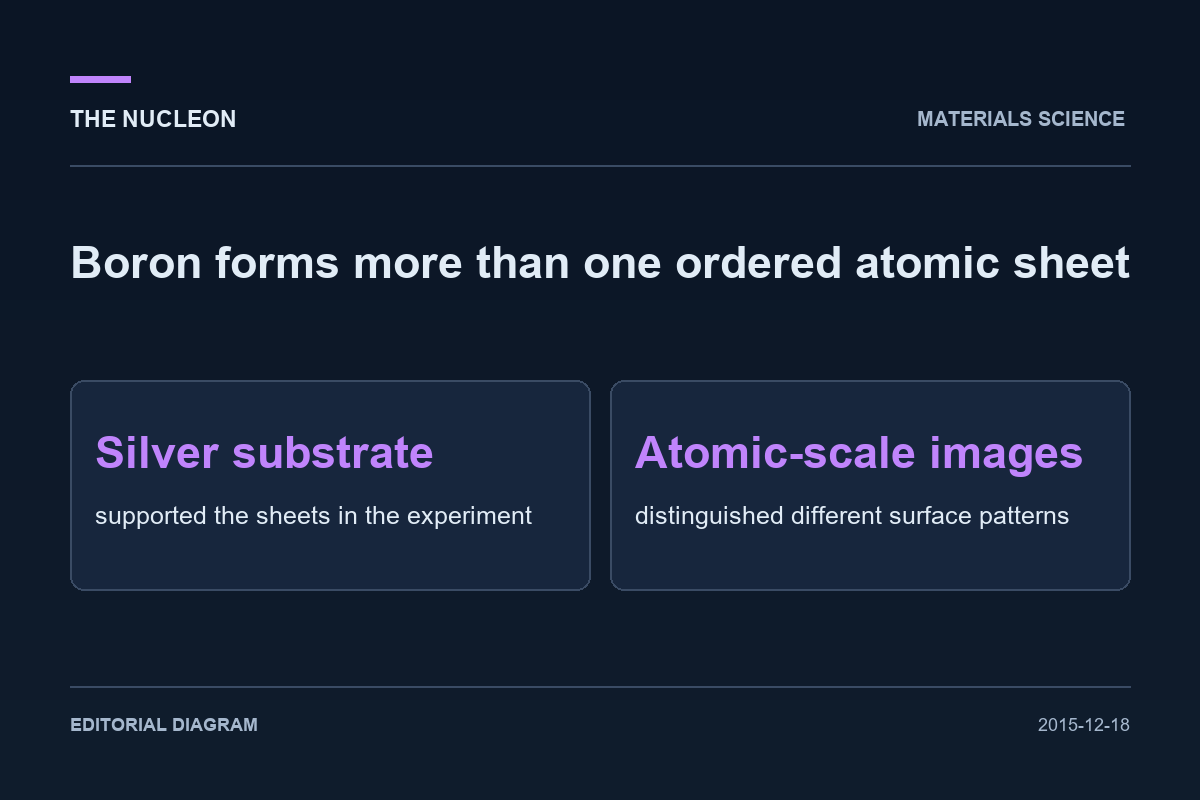 THE NUCLEON
MATERIALS SCIENCE
Boron forms more than one ordered atomic sheet
Silver substrate
supported the sheets in the experiment
Atomic-scale images
distinguished different surface patterns
EDITORIAL DIAGRAM
2015-12-18